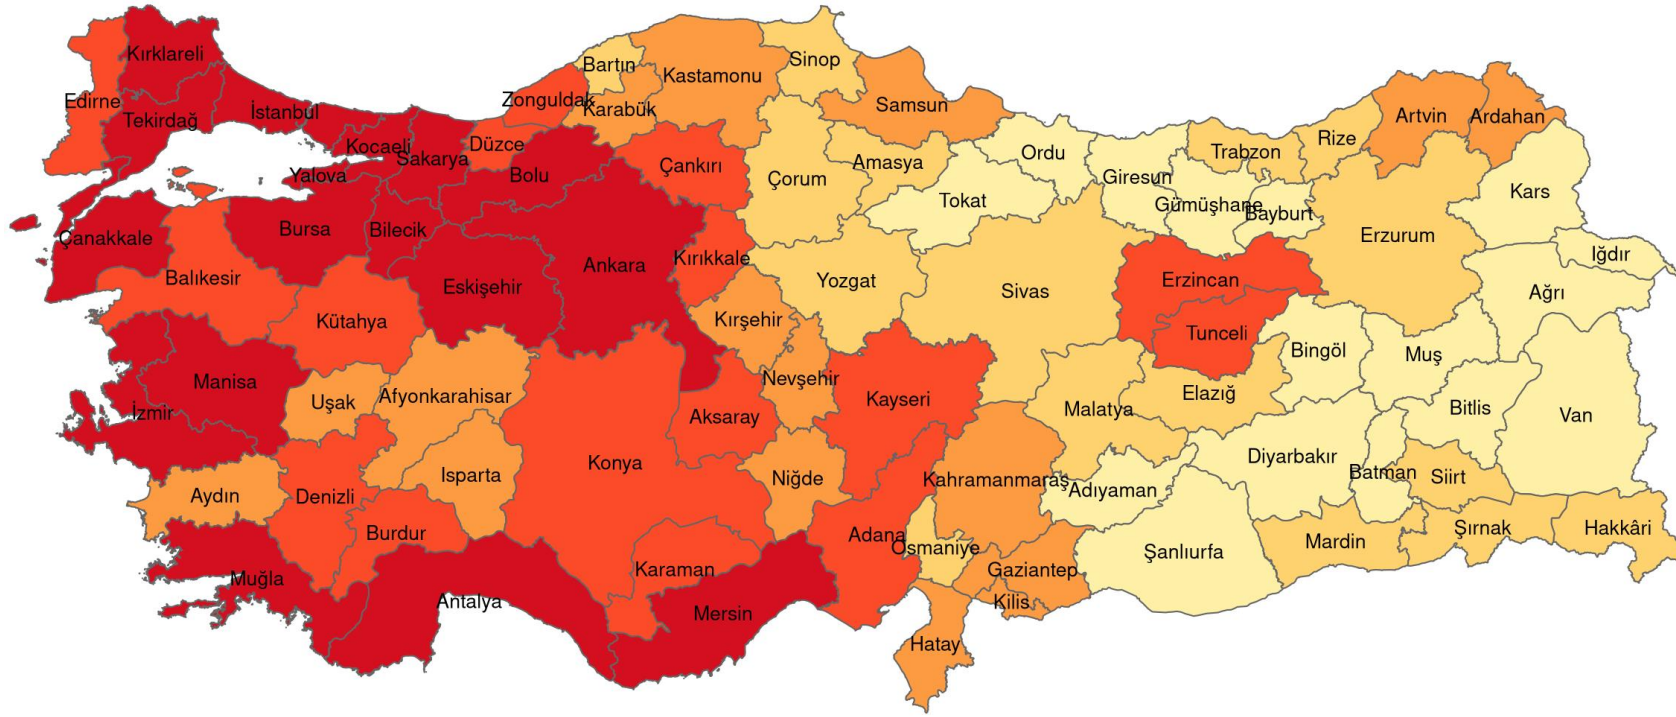 Kırklareli
Edirne
Tekirdağ
İstanbul
Kocaeli
Yalova
Sakarya
Düzce
Zonguldak
Bartın
Karabük
Kastamonu
Sinop
Samsun
Çankırı
Bolu
Çorum
Amasya
Tokat
Ordu
Giresun
Gümüşhane
Bayburt
Trabzon
Rize
Artvin
Ardahan
Kars
Iğdır
Ağrı
Erzurum
Erzincan
Tunceli
Çanakkale
Bursa
Bilecik
Balıkesir
Kütahya
Eskişehir
Ankara
Kırıkkale
Kırşehir
Yozgat
Sivas
Manisa
İzmir
Uşak
Afyonkarahisar
Isparta
Konya
Aksaray
Nevşehir
Niğde
Kayseri
Malatya
Elazığ
Bingöl
Muş
Bitlis
Van
Aydın
Denizli
Burdur
Muğla
Antalya
Karaman
Mersin
Adana
Osmaniye
Kahramanmaraş
Gaziantep
Kilis
Hatay
Adıyaman
Şanlıurfa
Diyarbakır
Batman
Siirt
Mardin
Şırnak
Hakkâri